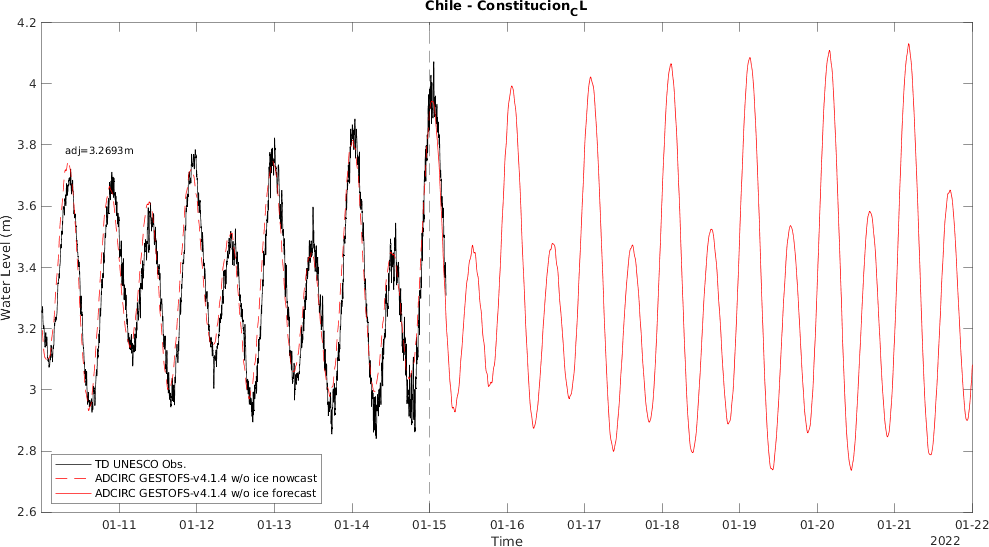 Chile - Constitucion_CL
4.2
4
3.8
3.6
3.4
3.2
3
2.8
2.6
Water Level (m)
adj=3.2693m
TD UNESCO Obs.
ADCIRC GESTOFS-v4.1.4 w/o ice nowcast
ADCIRC GESTOFS-v4.1.4 w/o ice forecast
01-11 01-12 01-13 01-14 01-15 01-16 01-17 01-18 01-19 01-20 01-21 01-22
Time
2022